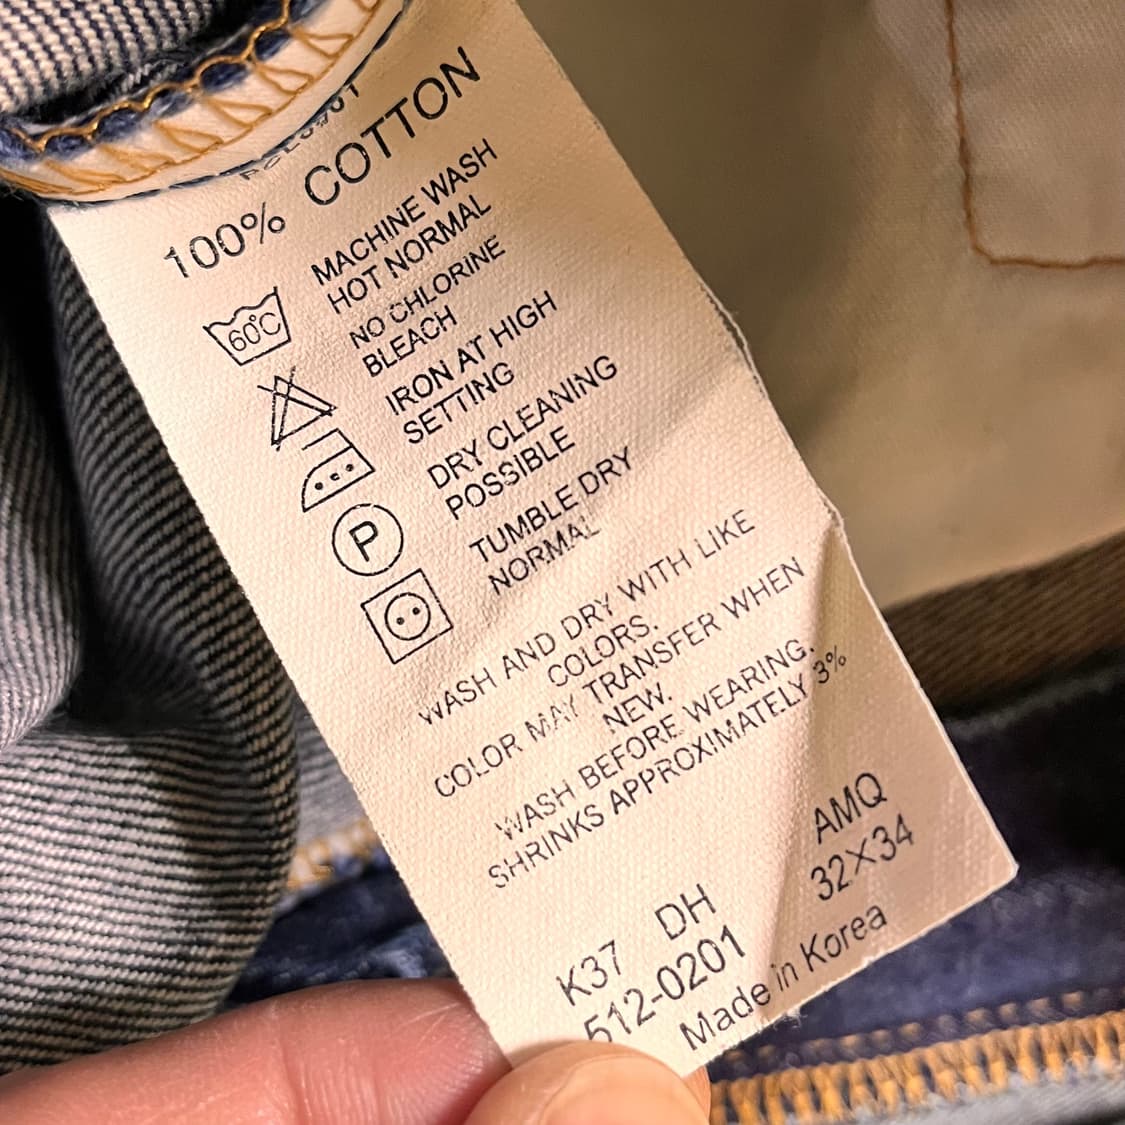 100% COTTON
60°C
MACHINE WASH
HOT NORMAL
NO CHLORINE
BLEACH
IRON AT HIGH
SETTING
P
DRY CLEANING
POSSIBLE
TUMBLE DRY
NORMAL
WASH AND DRY WITH LIKE
COLORS.
COLOR MAY TRANSFER WHEN
NEW.
WASH BEFORE WEARING.
SHRINKS APPROXIMATELY 3%
AMQ
32X34
K37 DH
512-0201
Made in Korea